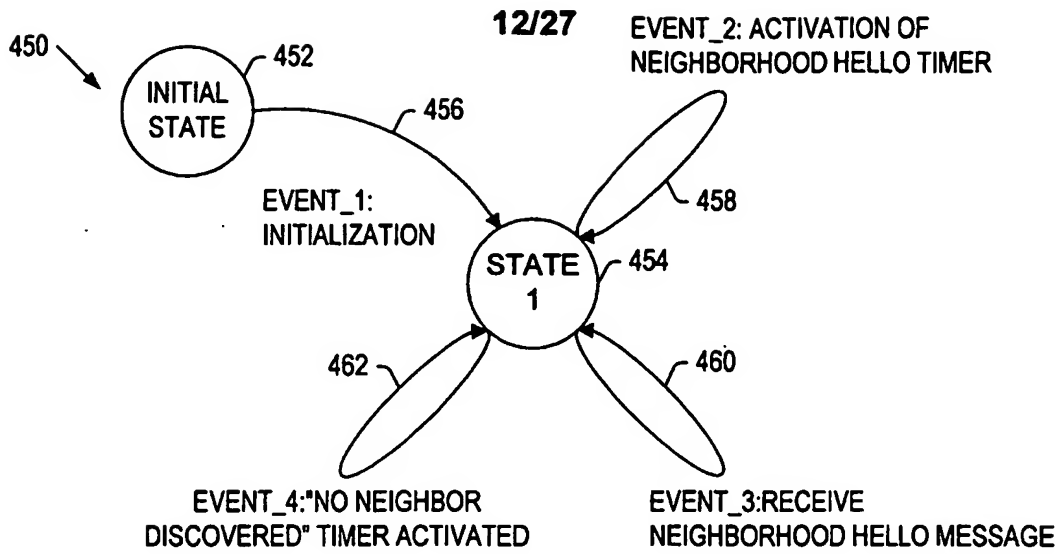 12/27
450
452
INITIAL
STATE
456
EVENT_1:
INITIALIZATION
EVENT_2: ACTIVATION OF
NEIGHBORHOOD HELLO TIMER
458
STATE
1
454
462
460
EVENT_4:"NO NEIGHBOR
DISCOVERED" TIMER ACTIVATED
EVENT_3:RECEIVE
NEIGHBORHOOD HELLO MESSAGE